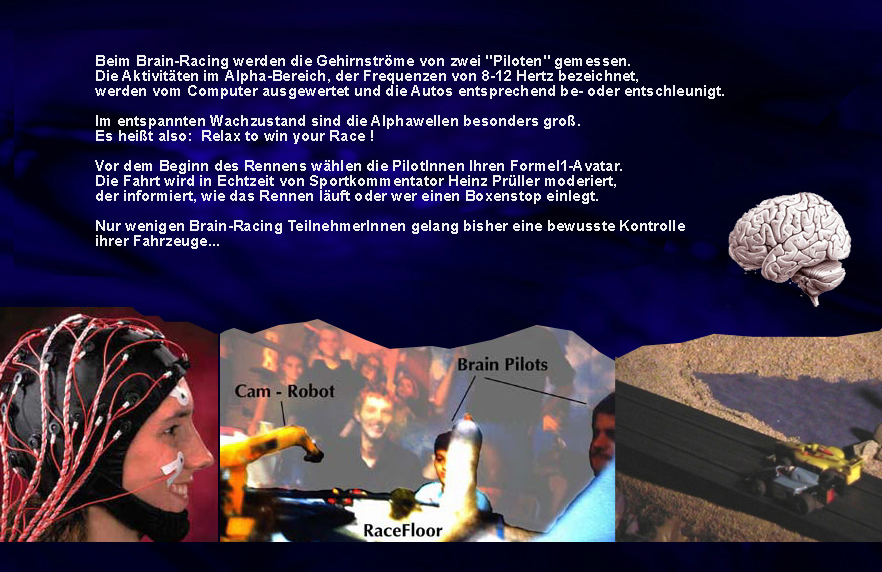 Beim Brain-Racing werden die Gehirnströme von zwei "Piloten" gemessen.
Die Aktivitäten im Alpha-Bereich, der Frequenzen von 8-12 Hertz bezeichnet,
werden vom Computer ausgewertet und die Autos entsprechend be- oder entschleunigt.
Im entspannten Wachzustand sind die Alphawellen besonders groß.
Es heißt also:  Relax to win your Race !
Vor dem Beginn des Rennens wählen die PilotInnen Ihren Formel1-Avatar.
Die Fahrt wird in Echtzeit von Sportkommentator Heinz Prüller moderiert,
der informiert, wie das Rennen läuft oder wer einen Boxenstop einlegt.
Nur wenigen Brain-Racing TeilnehmerInnen gelang bisher eine bewusste Kontrolle
ihrer Fahrzeuge...
Brain Pilots
Cam - Robot
RaceFloor